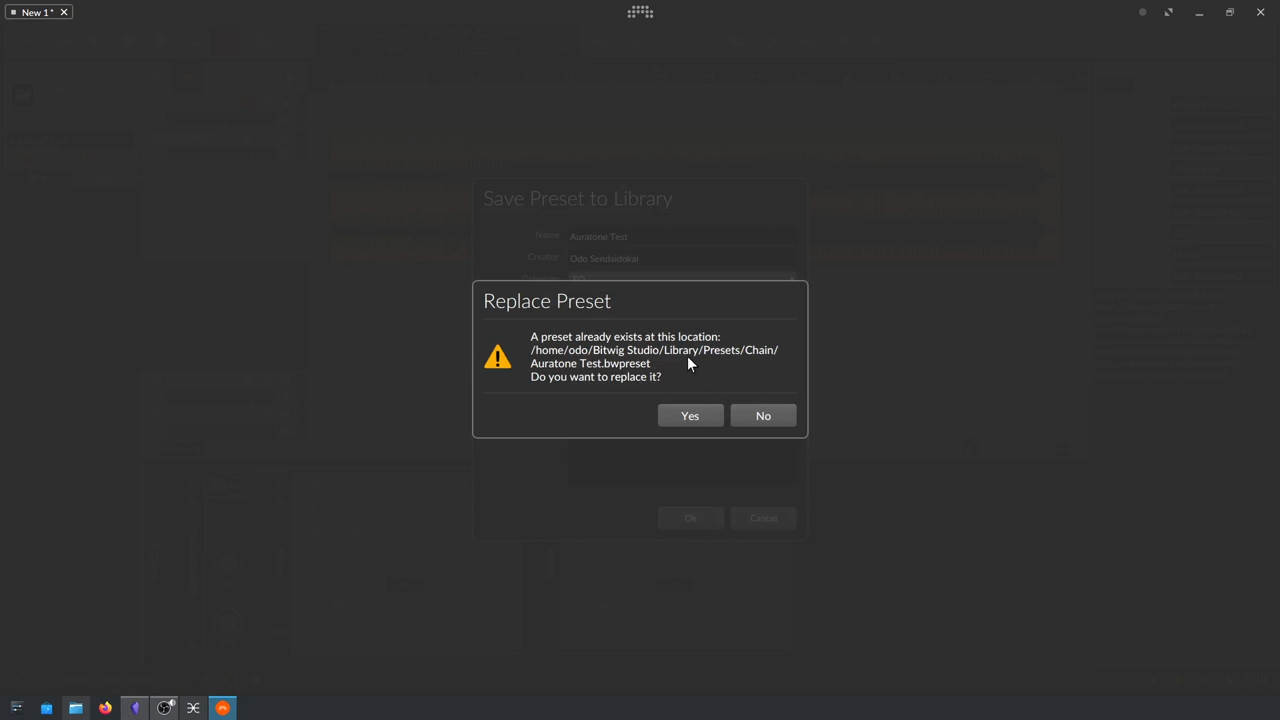 New 1 *
Save Preset to Library
Name Auratone Test
Creator Odo Sendaidokai
Category EQ
Replace Preset
A preset already exists at this location:
/home/odo/Bitwig Studio/Library/Presets/Chain/
Auratone Test.bwpreset
Do you want to replace it?
Yes No
Ok Cancel